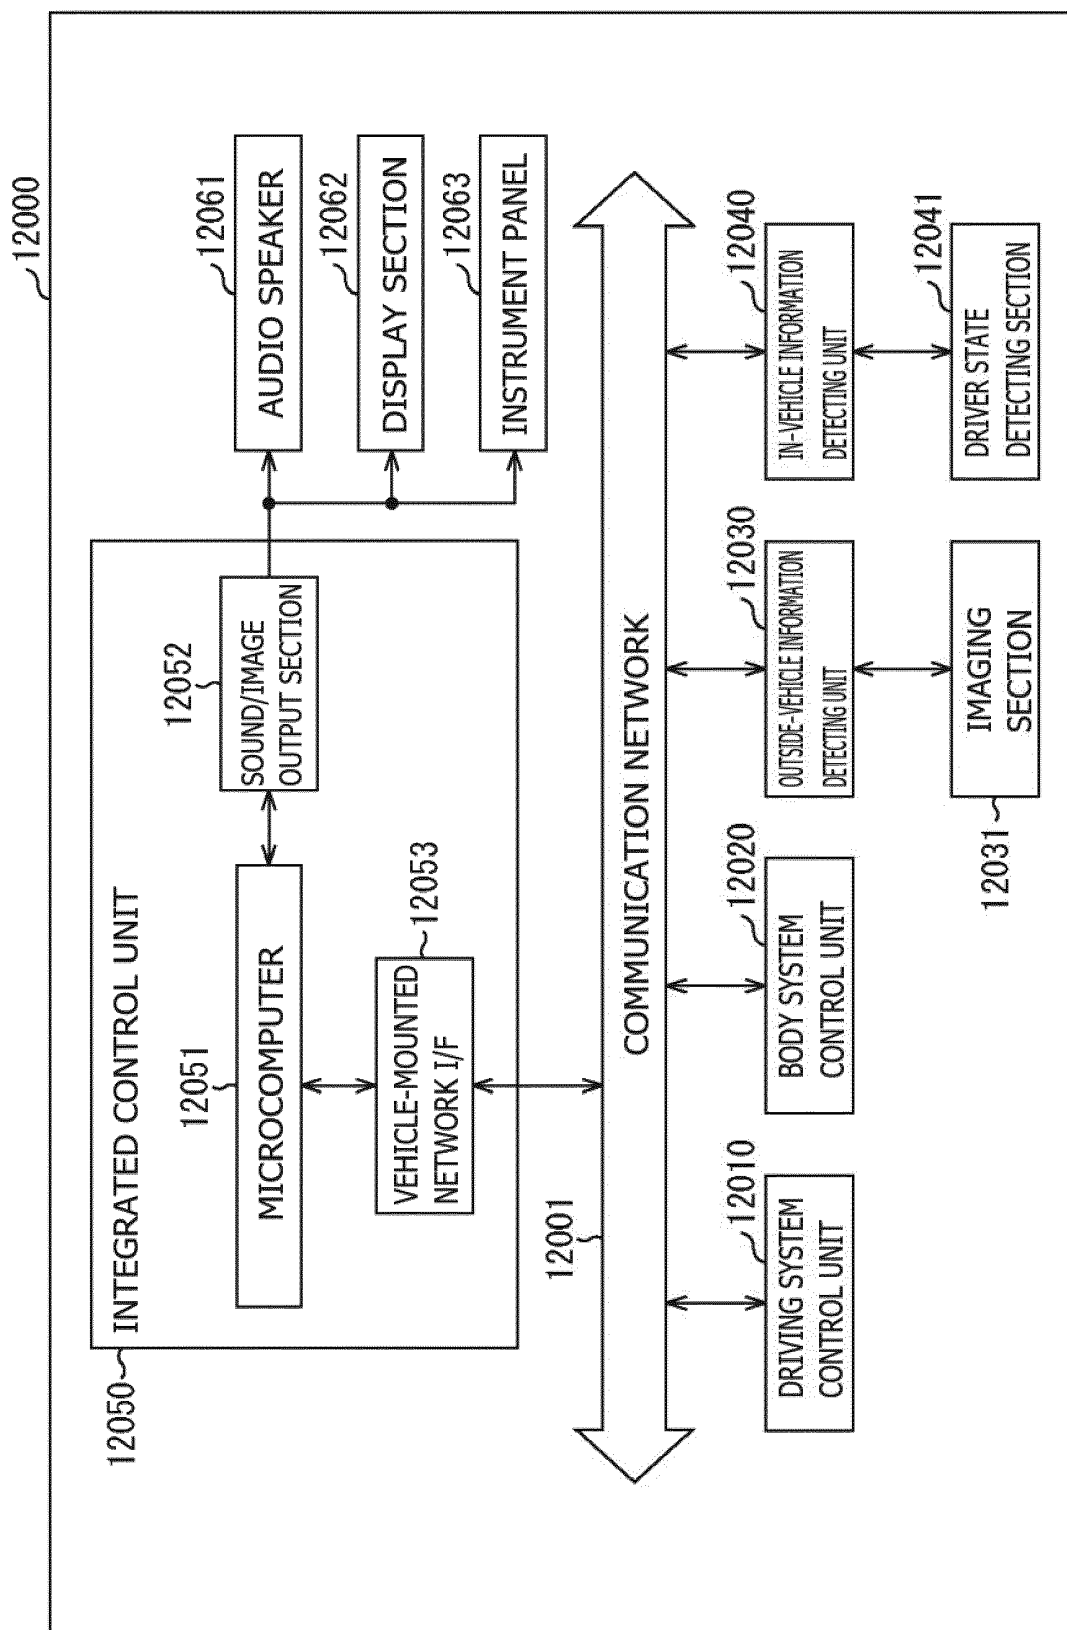 12000
12050
INTEGRATED CONTROL UNIT
12051
MICROCOMPUTER
12052
SOUND/IMAGE
OUTPUT SECTION
12061
AUDIO SPEAKER
12062
DISPLAY SECTION
12063
INSTRUMENT PANEL
12053
VEHICLE-MOUNTED
NETWORK I/F
12001
COMMUNICATION NETWORK
12010
DRIVING SYSTEM
CONTROL UNIT
12020
BODY SYSTEM
CONTROL UNIT
12030
OUTSIDE-VEHICLE INFORMATION
DETECTING UNIT
12040
IN-VEHICLE INFORMATION
DETECTING UNIT
12031
IMAGING
SECTION
12041
DRIVER STATE
DETECTING SECTION